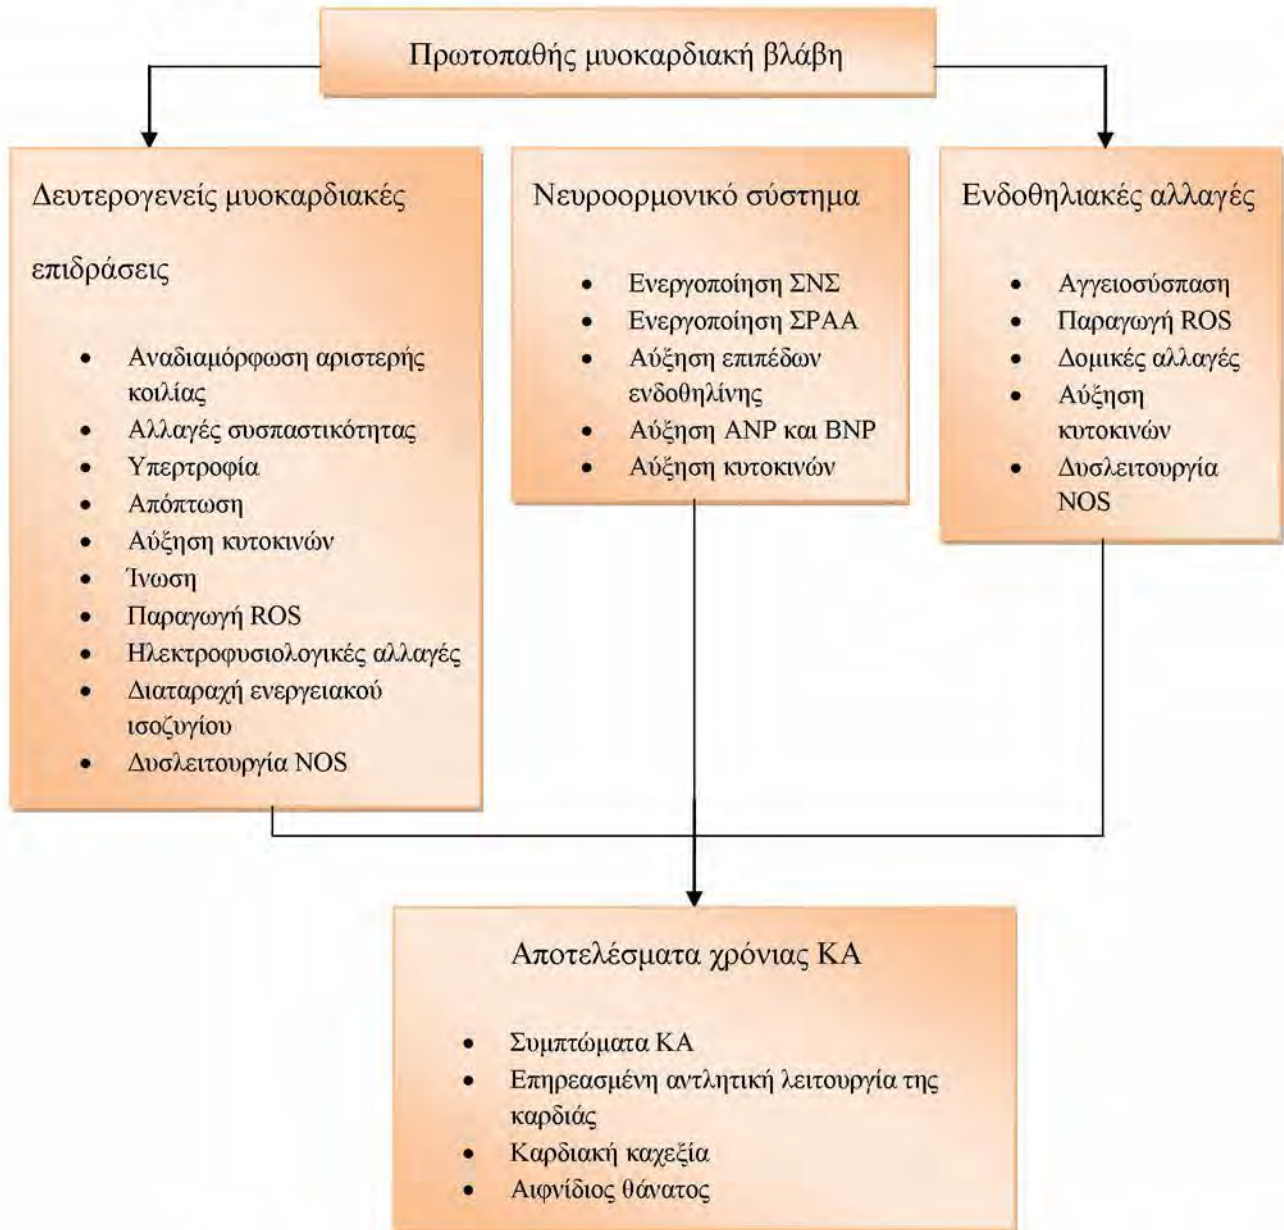 Πρωτοπαθής μυοκαρδιακή βλάβη
Δευτερογενείς μυοκαρδιακές
επιδράσεις
• Αναδιαμόρφωση αριστερής
κοιλίας
• Αλλαγές συσπαστικότητας
• Υπερτροφία
• Απόπτωση
• Αύξηση κυτοκινών
• Ίνωση
• Παραγωγή ROS
• Ηλεκτροφυσιολογικές αλλαγές
• Διαταραχή ενεργειακού
ισοζυγίου
• Δυσλειτουργία NOS
Νευροορμονικό σύστημα
• Ενεργοποίηση ΣΝΣ
• Ενεργοποίηση ΣΡΑΑ
• Αύξηση επιπέδων
ενδοθηλίνης
• Αύξηση ANP και BNP
• Αύξηση κυτοκινών
Ενδοθηλιακές αλλαγές
• Αγγειοσύσπαση
• Παραγωγή ROS
• Δομικές αλλαγές
• Αύξηση
κυτοκινών
• Δυσλειτουργία
NOS
Αποτελέσματα χρόνιας ΚΑ
• Συμπτώματα ΚΑ
• Επηρεασμένη αντλητική λειτουργία της
καρδιάς
• Καρδιακή καχεξία
• Αιφνίδιος θάνατος